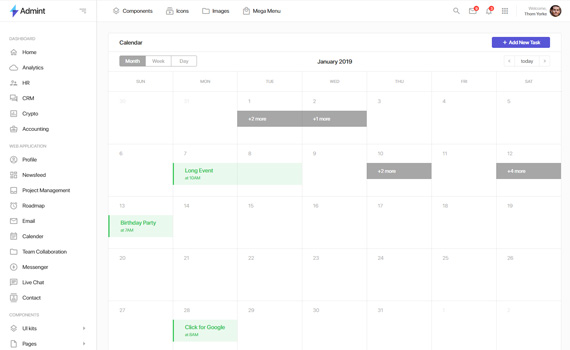 Admint
Components
Icons
Images
Mega Menu
Welcome,
Thom Yorke
DASHBOARD
Home
Analytics
HR
CRM
Crypto
Accounting
WEB APPLICATION
Profile
Newsfeed
Project Management
Roadmap
Email
Calender
Team Collaboration
Messenger
Live Chat
Contact
COMPONENTS
UI kits
Pages
Calendar
+ Add New Task
Month Week Day
January 2019
< today >
SUN MON TUE WED THU FRI SAT
30 31 1 2 3 4 5
+2 more +1 more
6 7 8 9 10 11 12
Long Event
at 10AM
+2 more
+4 more
13 14 15 16 17 18 19
Birthday Party
at 7AM
20 21 22 23 24 25 26
27 28 29 30 31 1 2
Click for Google
at 8AM